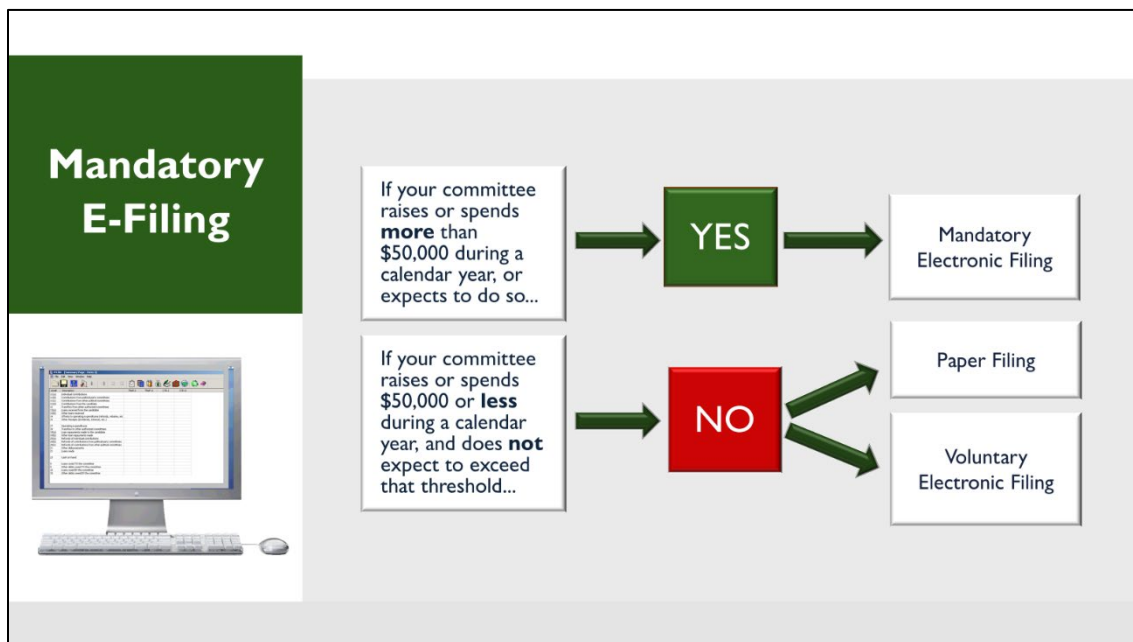 Mandatory
E-Filing
If your committee
raises or spends
more than
$50,000 during a
calendar year, or
expects to do so...
YES
Mandatory
Electronic Filing
If your committee
raises or spends
$50,000 or less
during a calendar
year, and does not
expect to exceed
that threshold...
NO
Paper Filing
Voluntary
Electronic Filing